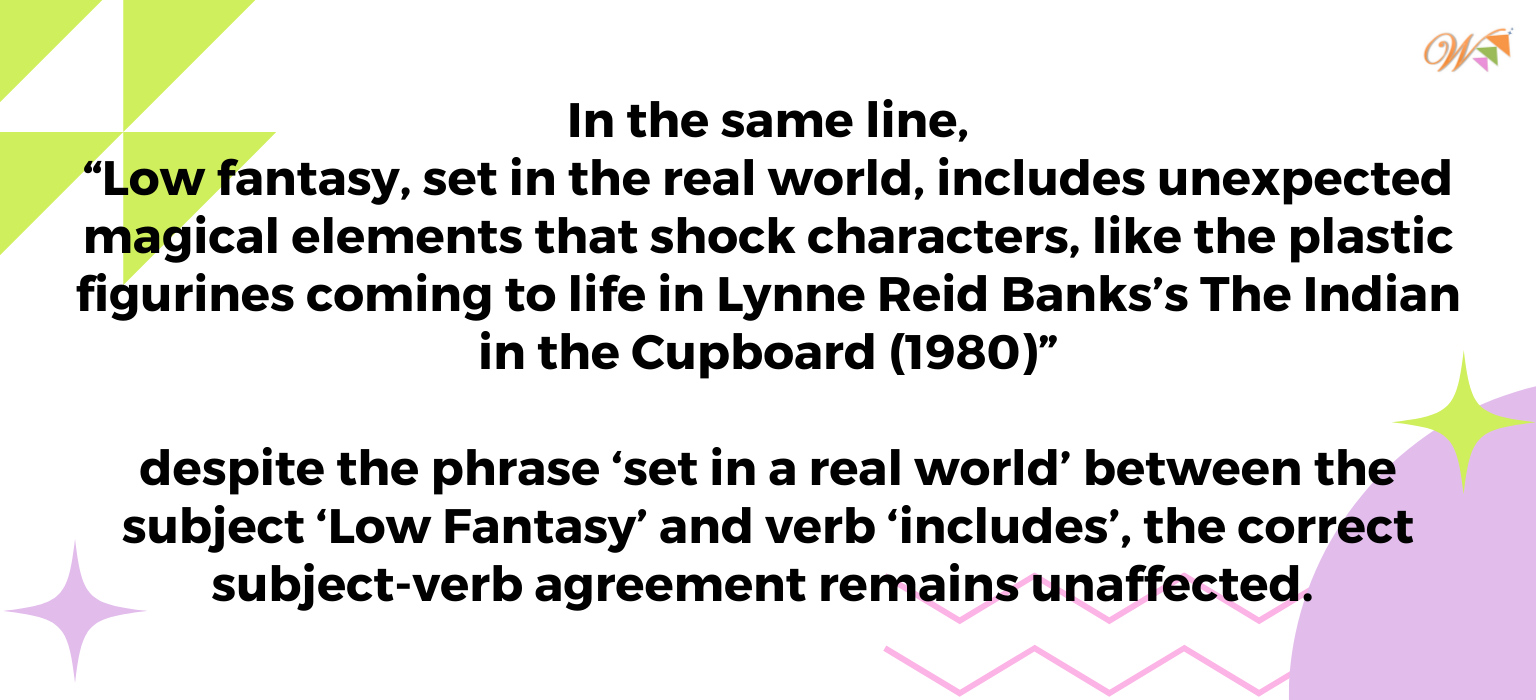 In the same line,
“Low fantasy, set in the real world, includes unexpected
magical elements that shock characters, like the plastic
figurines coming to life in Lynne Reid Banks’s The Indian
in the Cupboard (1980)”
despite the phrase ‘set in a real world’ between the
subject ‘Low Fantasy’ and verb ‘includes’, the correct
subject-verb agreement remains unaffected.